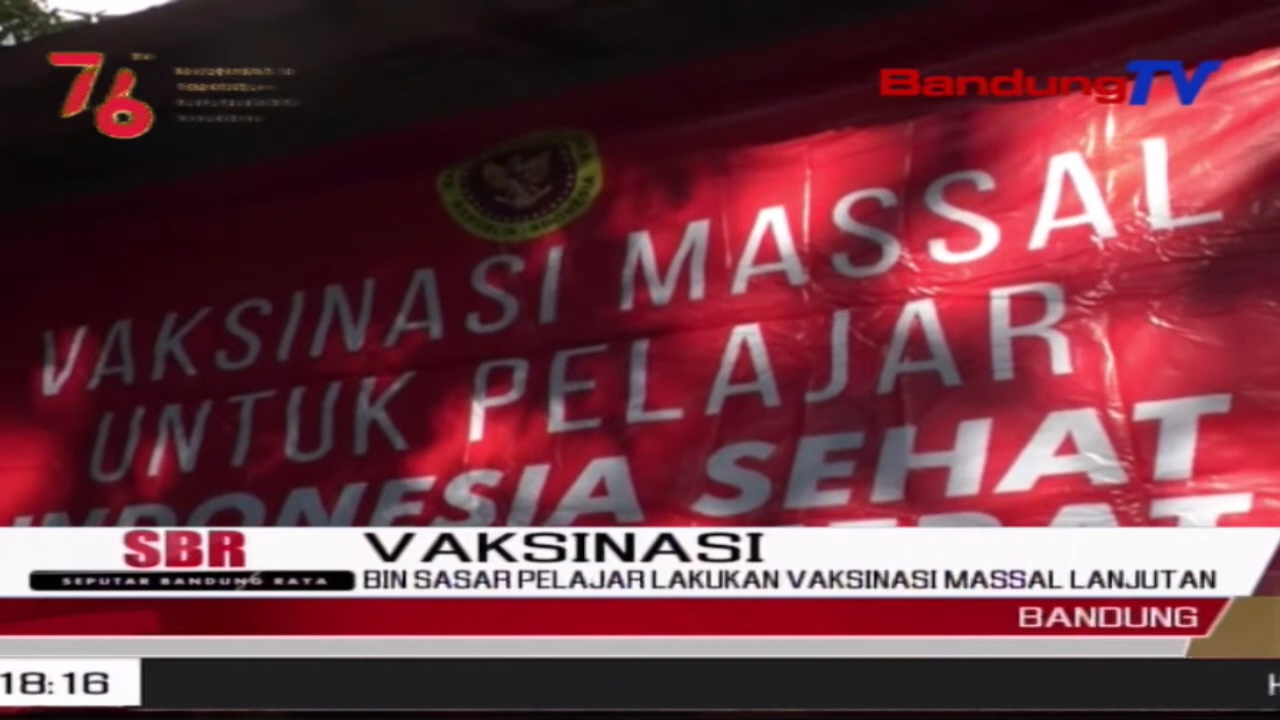 76
BandungTV
VAKSINASI MASSAL
UNTUK PELAJAR
INDONESIA SEHAT
SBR
SEPUTAR BANDUNG RAYA
VAKSINASI
BIN SASAR PELAJAR LAKUKAN VAKSINASI MASSAL LANJUTAN
BANDUNG
18:16
H